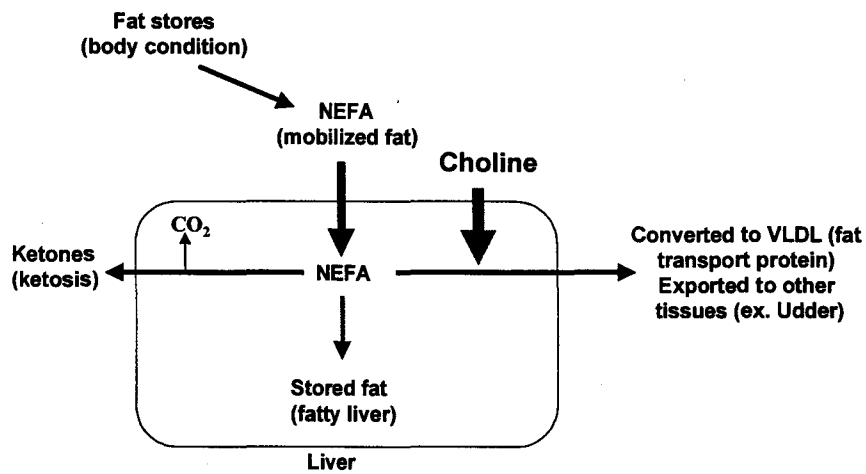 Fat stores
(body condition)
NEFA
(mobilized fat)
Choline
CO₂
Ketones
(ketosis)
NEFA
Converted to VLDL (fat
transport protein)
Exported to other
tissues (ex. Udder)
Stored fat
(fatty liver)
Liver